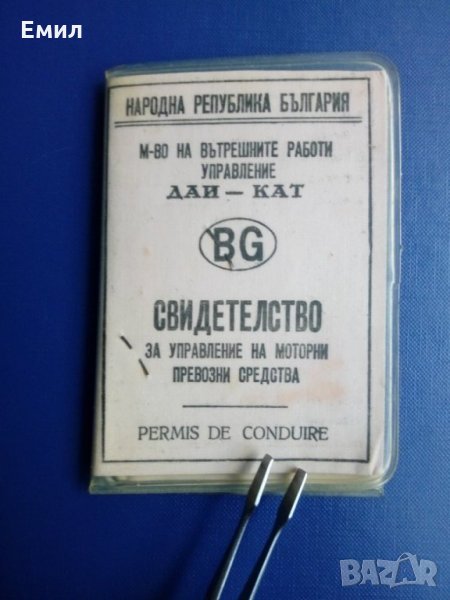 Емил
НАРОДНА РЕПУБЛИКА БЪЛГАРИЯ
М-ВО НА ВЪТРЕШНИТЕ РАБОТИ
УПРАВЛЕНИЕ
ДАИ — КАТ
BG
СВИДЕТЕЛСТВО
ЗА УПРАВЛЕНИЕ НА МОТОРНИ
ПРЕВОЗНИ СРЕДСТВА
PERMIS DE CONDUIRE
BAZAR